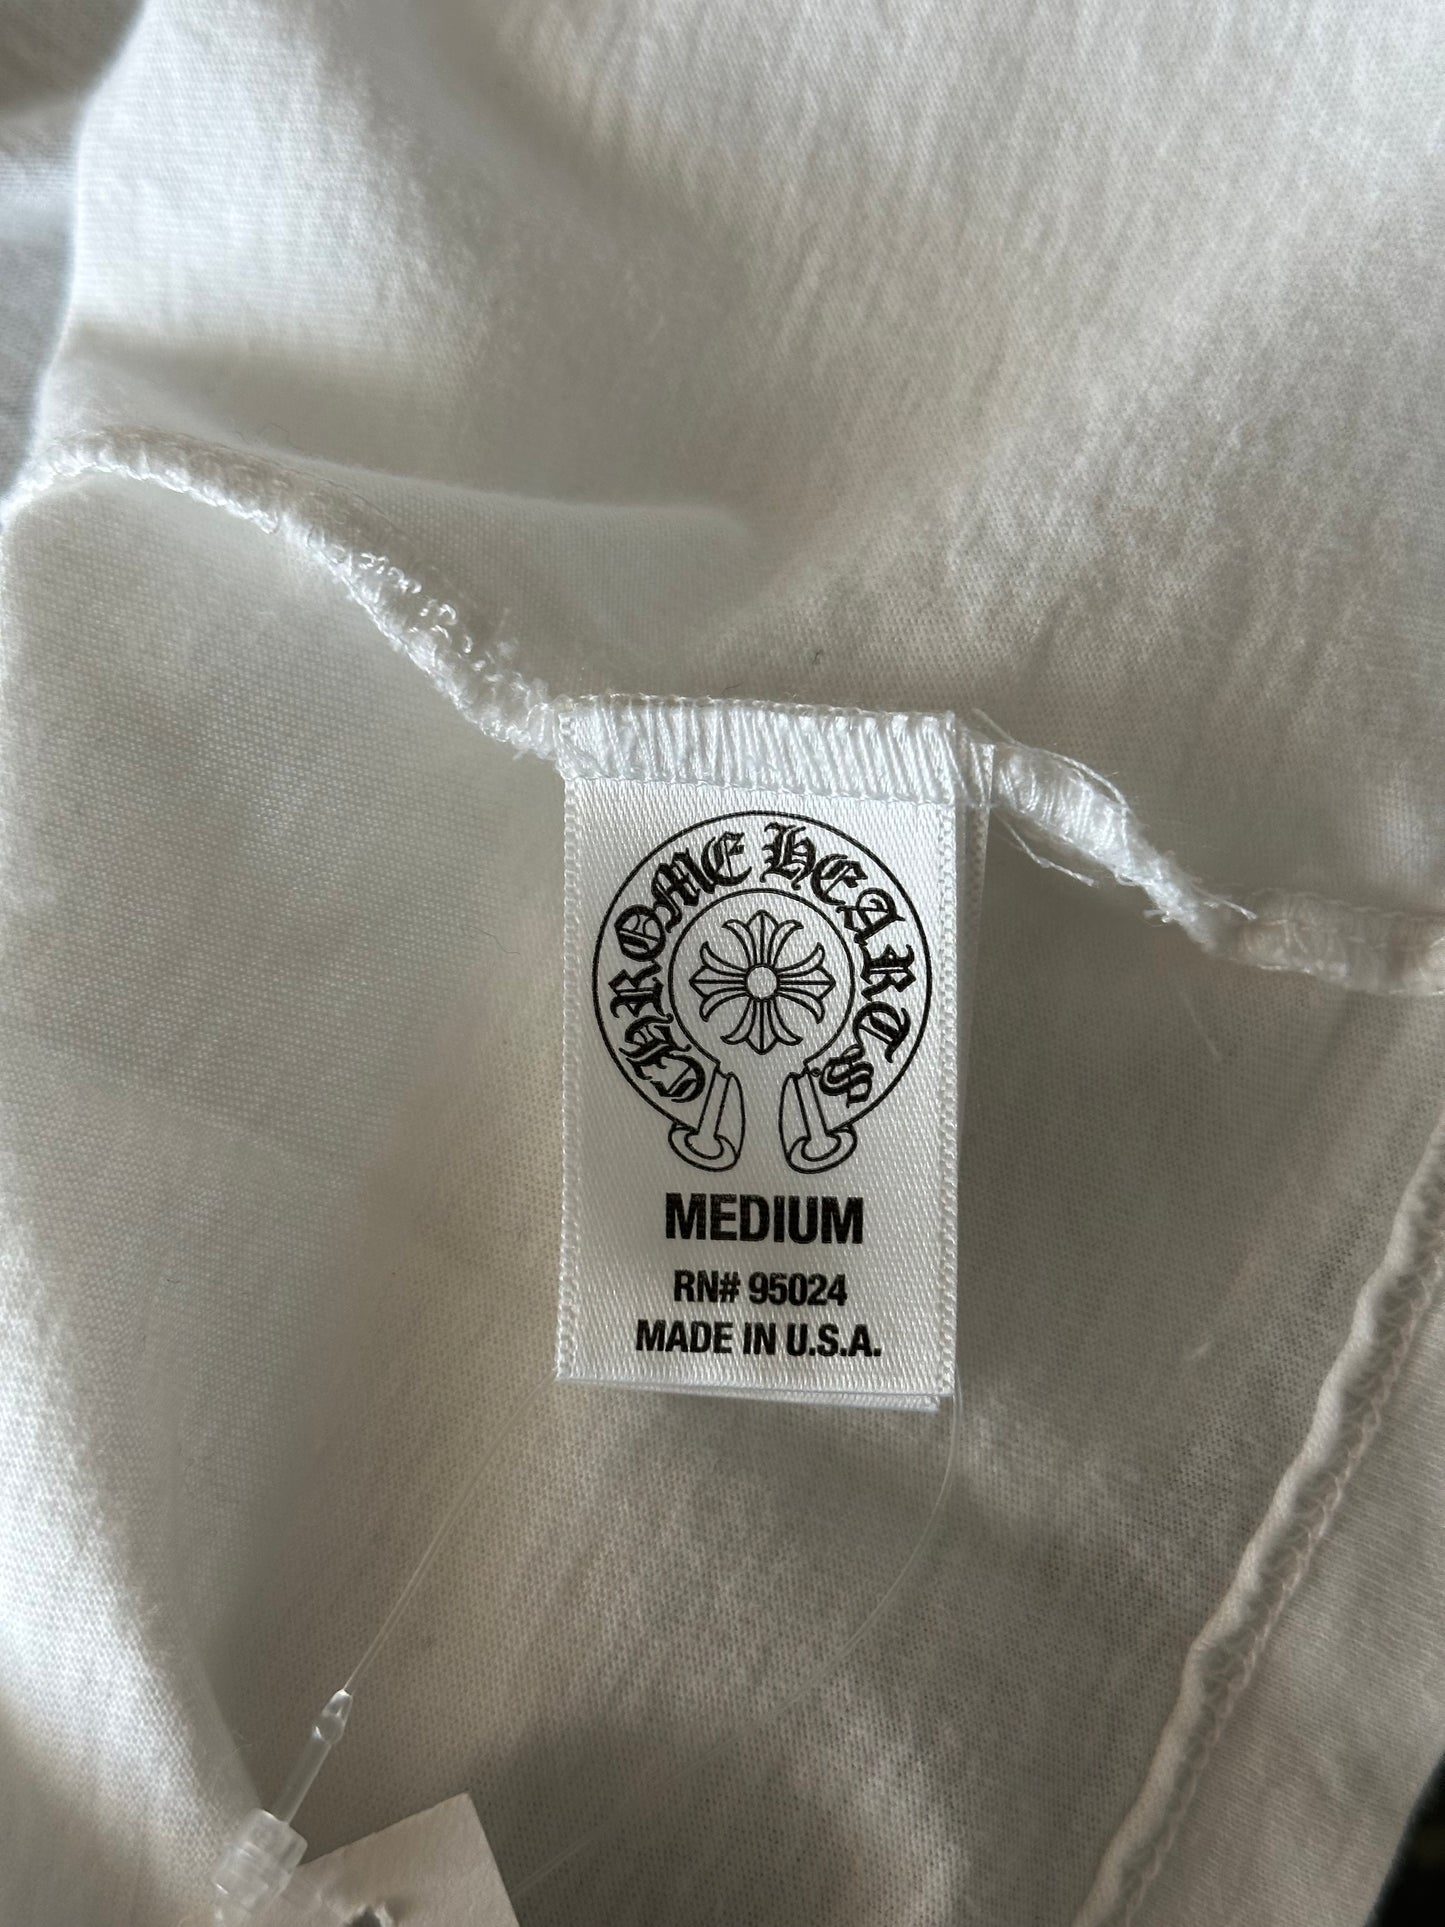 CHROME HEARTS
MEDIUM
RN# 95024
MADE IN U.S.A.